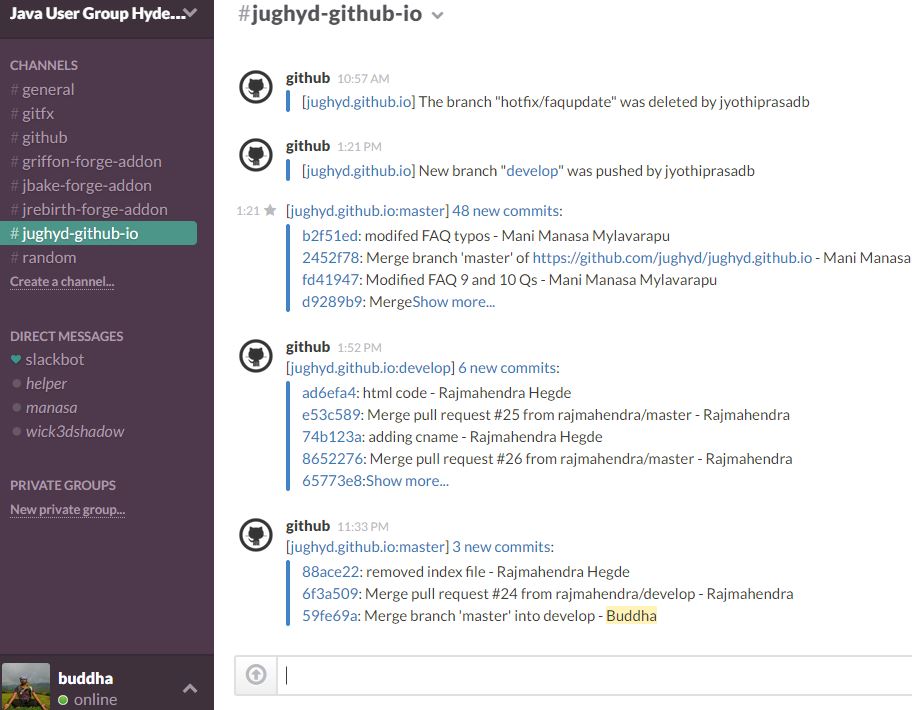 Java User Group Hyde...
CHANNELS
# general
# gitfx
# github
# griffon-forge-addon
# jbake-forge-addon
# jrebirth-forge-addon
# jughyd-github-io
# random
Create a channel...
DIRECT MESSAGES
slackbot
helper
manasa
wick3dshadow
PRIVATE GROUPS
New private group...
buddha
online
#jughyd-github-io
github 10:57 AM
[jughyd.github.io] The branch "hotfix/faqupdate" was deleted by jyothiprasadb
github 1:21 PM
[jughyd.github.io] New branch "develop" was pushed by jyothiprasadb
1:21 [jughyd.github.io:master] 48 new commits:
b2f51ed: modifed FAQ typos - Mani Manasa Mylavarapu
2452f78: Merge branch 'master' of https://github.com/jughyd/jughyd.github.io - Mani Manasa
fd41947: Modified FAQ 9 and 10 Qs - Mani Manasa Mylavarapu
d9289b9: MergeShow more...
github 1:52 PM
[jughyd.github.io:develop] 6 new commits:
ad6efa4: html code - Rajmahendra Hegde
e53c589: Merge pull request #25 from rajmahendra/master - Rajmahendra
74b123a: adding cname - Rajmahendra Hegde
8652276: Merge pull request #26 from rajmahendra/master - Rajmahendra
65773e8:Show more...
github 11:33 PM
[jughyd.github.io:master] 3 new commits:
88ace22: removed index file - Rajmahendra Hegde
6f3a509: Merge pull request #24 from rajmahendra/develop - Rajmahendra
59fe69a: Merge branch 'master' into develop - Buddha